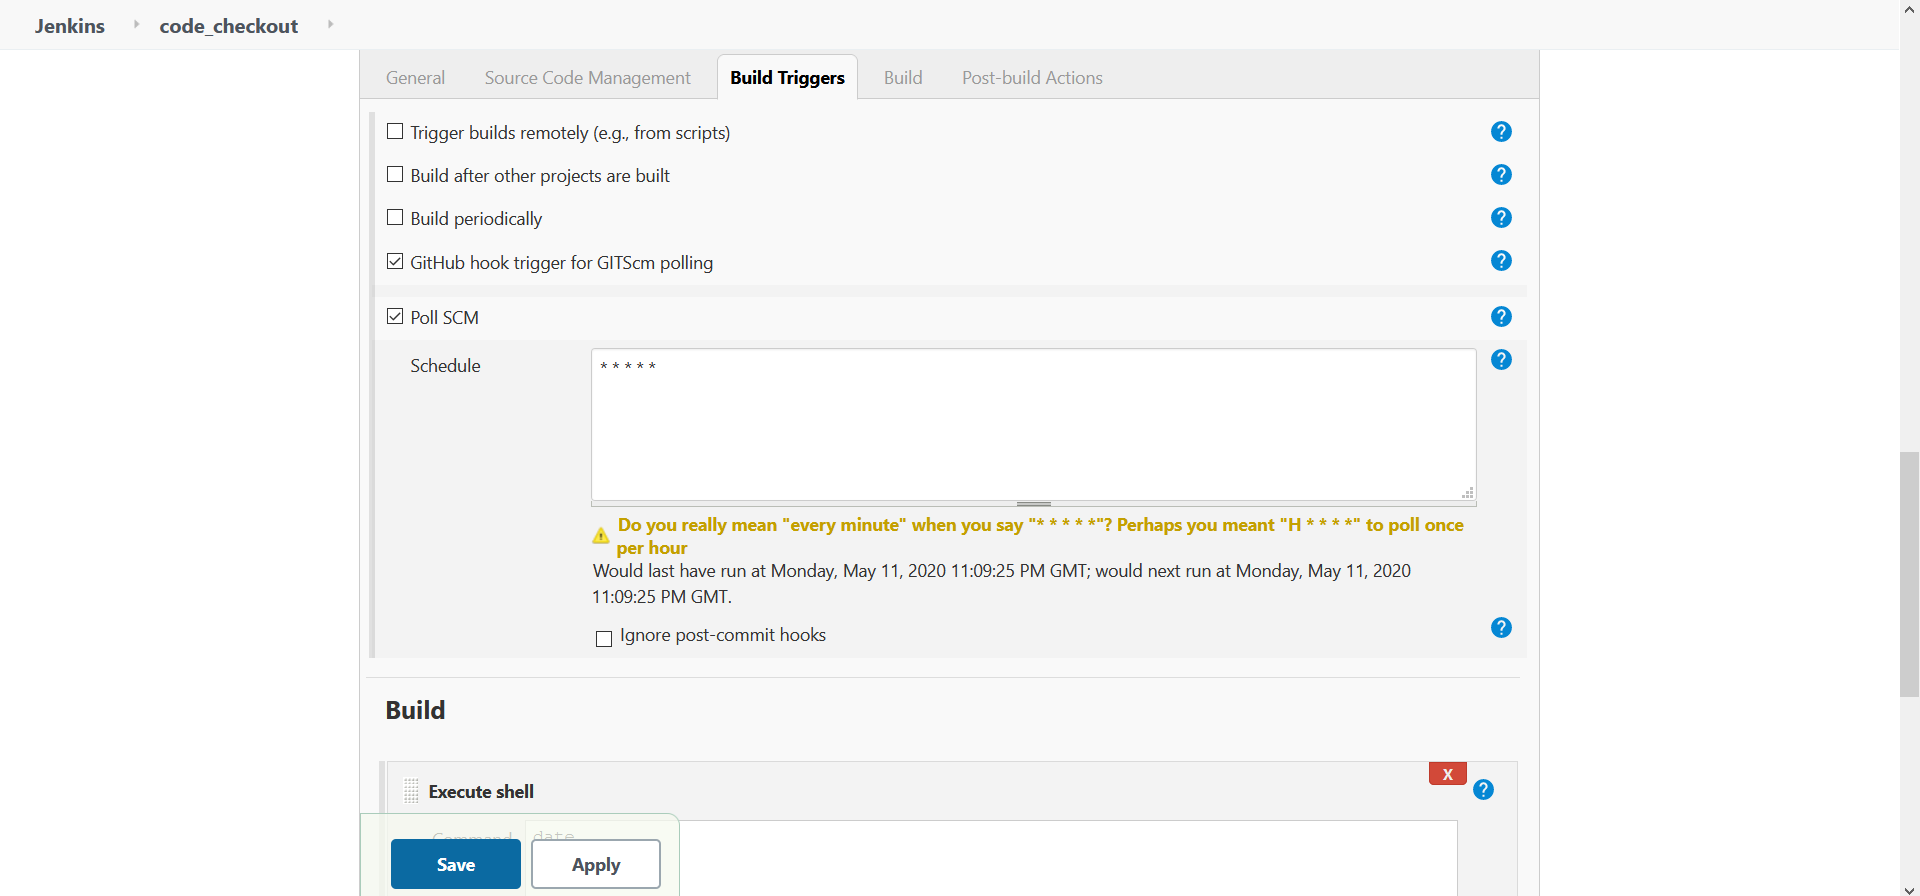 Jenkins
code_checkout
General
Source Code Management
Build Triggers
Build
Post-build Actions
Trigger builds remotely (e.g., from scripts)
Build after other projects are built
Build periodically
GitHub hook trigger for GITScm polling
Poll SCM
Schedule
* * * * *
Do you really mean "every minute" when you say "* * * * *"? Perhaps you meant "H * * * *" to poll once
per hour
Would last have run at Monday, May 11, 2020 11:09:25 PM GMT; would next run at Monday, May 11, 2020
11:09:25 PM GMT.
Ignore post-commit hooks
Build
X
Execute shell
Command
date
Save
Apply